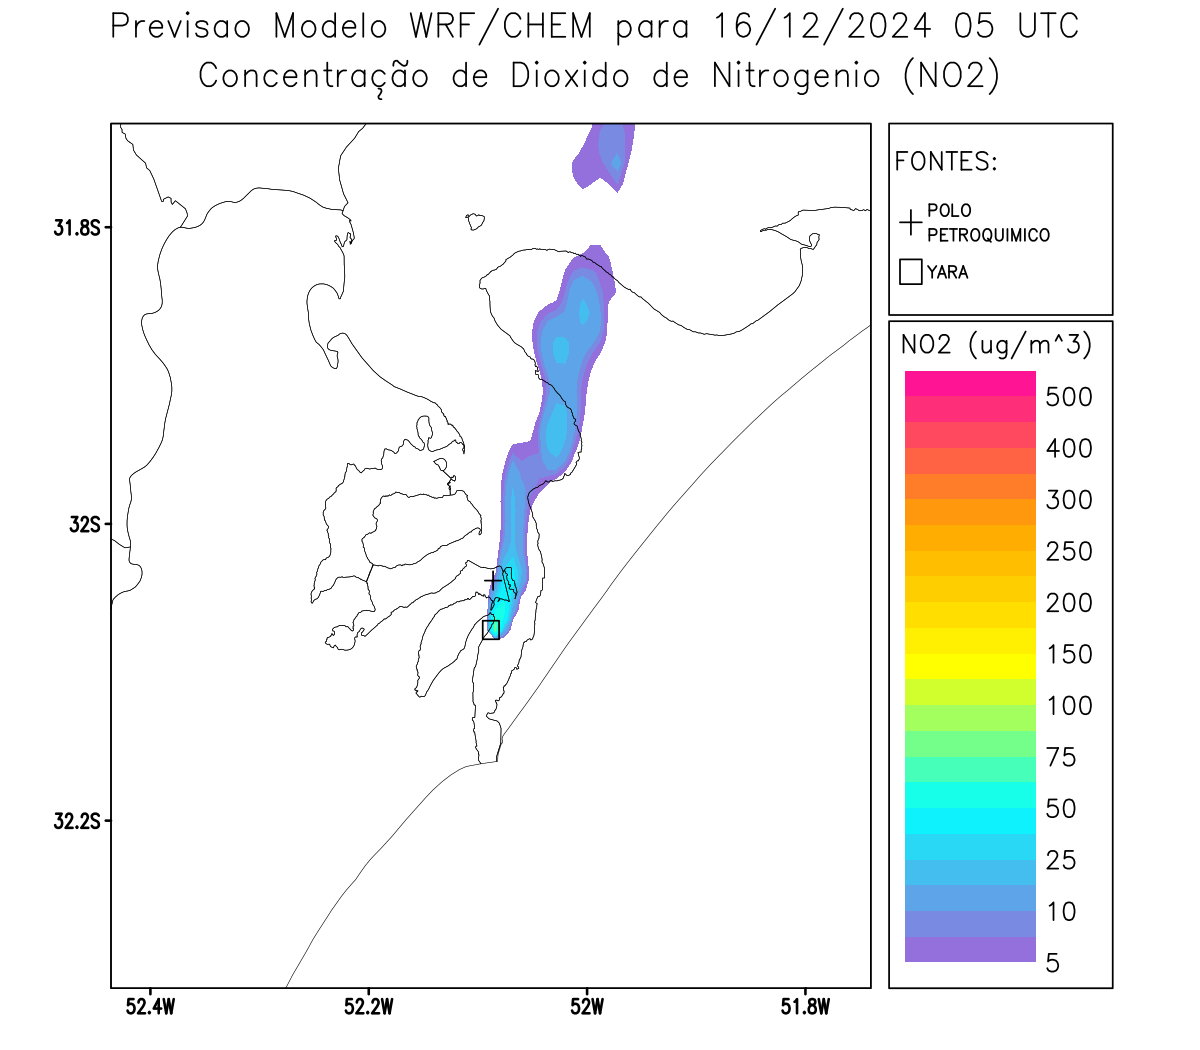 Previsao Modelo WRF/CHEM para 16/12/2024 05 UTC
Concentração de Dioxido de Nitrogenio (NO2)
FONTES:
POLO
PETROQUIMICO
YARA
31.8S
32S
32.2S
52.4W
52.2W
52W
51.8W
NO2 (ug/m^3)
500
400
300
250
200
150
100
75
50
25
10
5